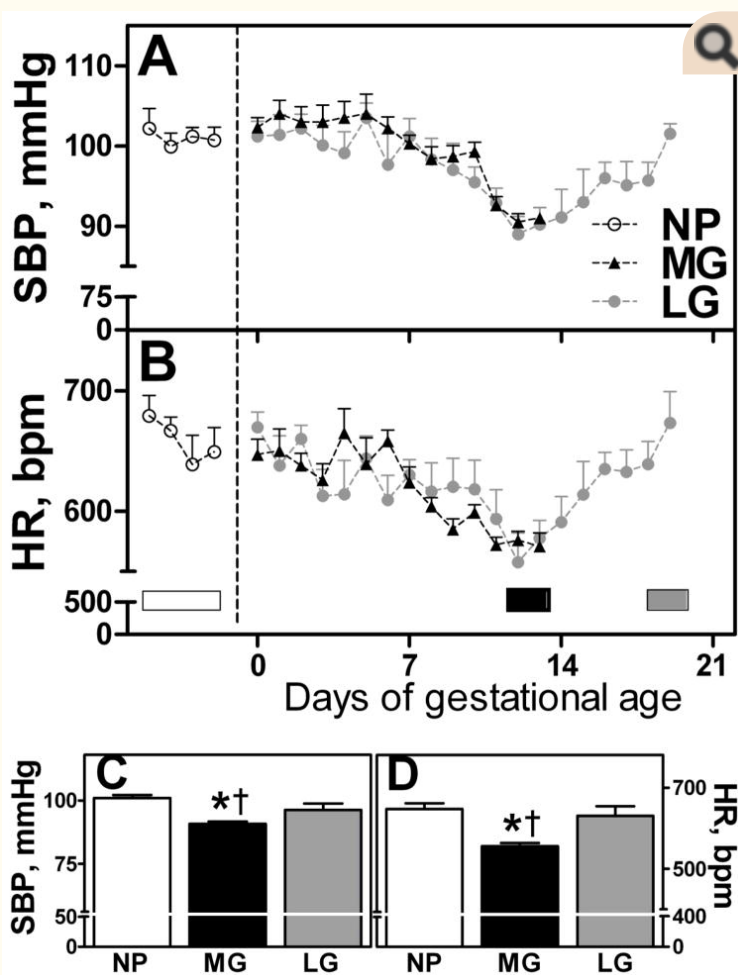 A
SBP, mmHg
110
100
90
75
0
NP
MG
LG
B
HR, bpm
700
600
500
0
0 7 14 21
Days of gestational age
C
SBP, mmHg
100
75
50
0
*†
NP MG LG
D
HR, bpm
700
500
400
0
*†
NP MG LG